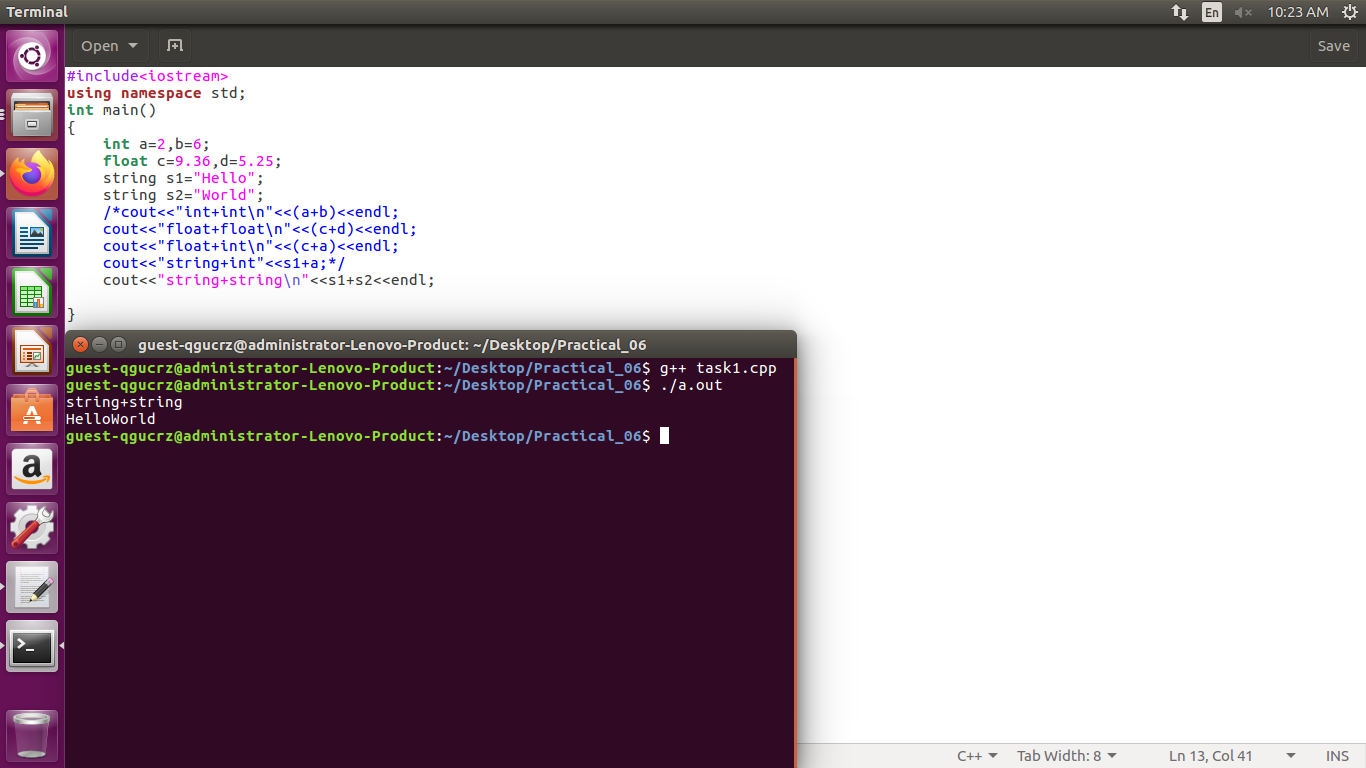 Terminal
En
10:23 AM
Open
Save
#include<iostream>
using namespace std;
int main()
{
    int a=2,b=6;
    float c=9.36,d=5.25;
    string s1="Hello";
    string s2="World";
    /*cout<<"int+int\n"<<(a+b)<<endl;
    cout<<"float+float\n"<<(c+d)<<endl;
    cout<<"float+int\n"<<(c+a)<<endl;
    cout<<"string+int"<<s1+a;*/
    cout<<"string+string\n"<<s1+s2<<endl;
}
guest-qgucrz@administrator-Lenovo-Product: ~/Desktop/Practical_06
guest-qgucrz@administrator-Lenovo-Product:~/Desktop/Practical_06$ g++ task1.cpp
guest-qgucrz@administrator-Lenovo-Product:~/Desktop/Practical_06$ ./a.out
string+string
HelloWorld
guest-qgucrz@administrator-Lenovo-Product:~/Desktop/Practical_06$
C++
Tab Width: 8
Ln 13, Col 41
INS